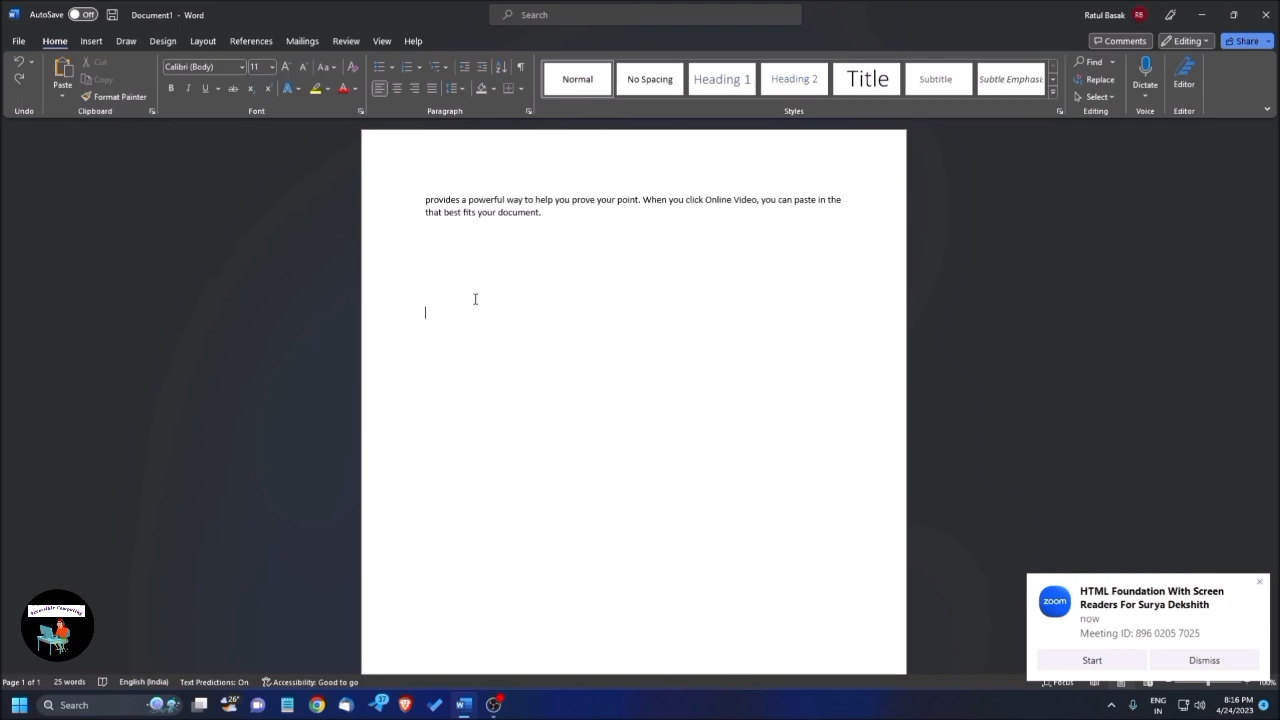 AutoSave Off Document1 - Word Search Ratul Basak RB
File Home Insert Draw Design Layout References Mailings Review View Help Comments Editing Share
Paste Cut Copy Format Painter
Calibri (Body) 11
Normal No Spacing Heading 1 Heading 2 Title Subtitle Subtle Emphasis
Find Replace Select Dictate Editor
Undo Clipboard Font Paragraph Styles Editing Voice Editor
provides a powerful way to help you prove your point. When you click Online Video, you can paste in the
that best fits your document.
zoom
HTML Foundation With Screen
Readers For Surya Dekshith
now
Meeting ID: 896 0205 7025
Start Dismiss
Accessible Computing
Page 1 of 1 25 words English (India) Text Predictions: On Accessibility: Good to go Focus 100%
Search 26° 37 ENG 8:16 PM
IN 4/24/2023